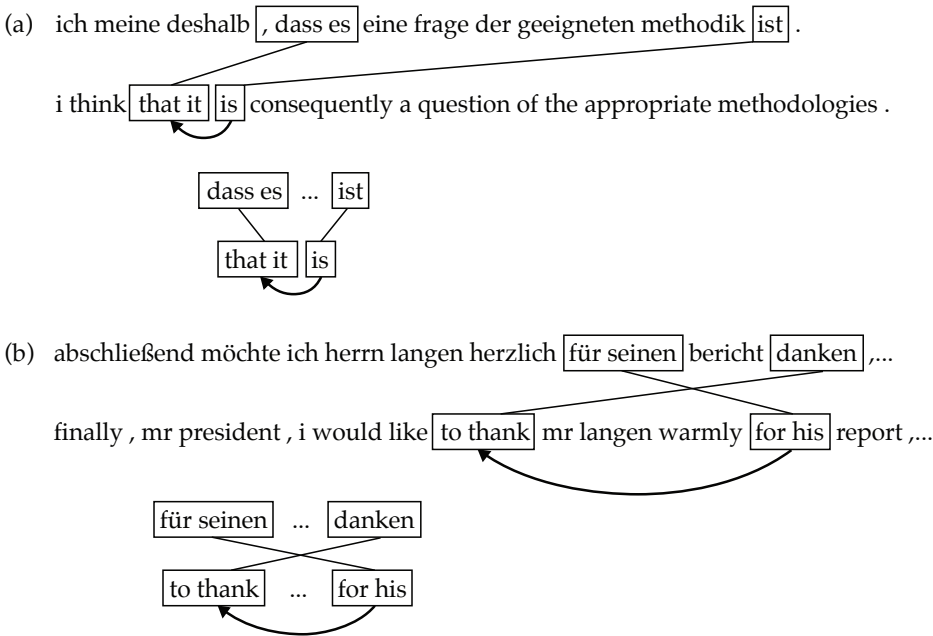 (a) ich meine deshalb , dass es eine frage der geeigneten methodik ist .
i think that it is consequently a question of the appropriate methodologies .
dass es ... ist
that it is
(b) abschließend möchte ich herrn langen herzlich für seinen bericht danken ,...
finally , mr president , i would like to thank mr langen warmly for his report ,...
für seinen ... danken
to thank ... for his